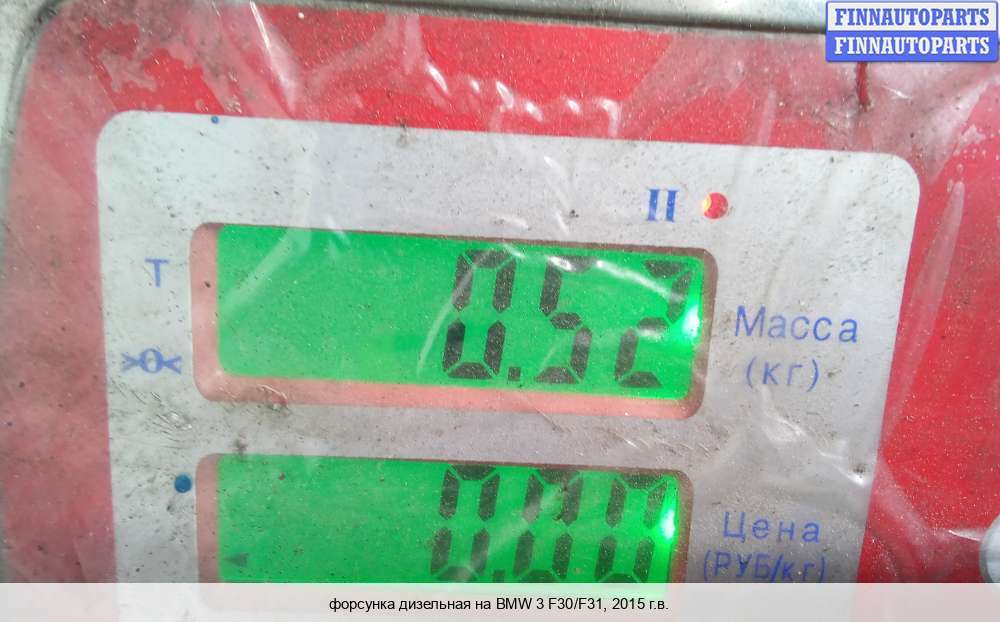 FINNAUTOPARTS
FINNAUTOPARTS
II
T
0.52
Масса
(кг)
>0<
0.00
Цена
(РУБ/кг)
форсунка дизельная на BMW 3 F30/F31, 2015 г.в.